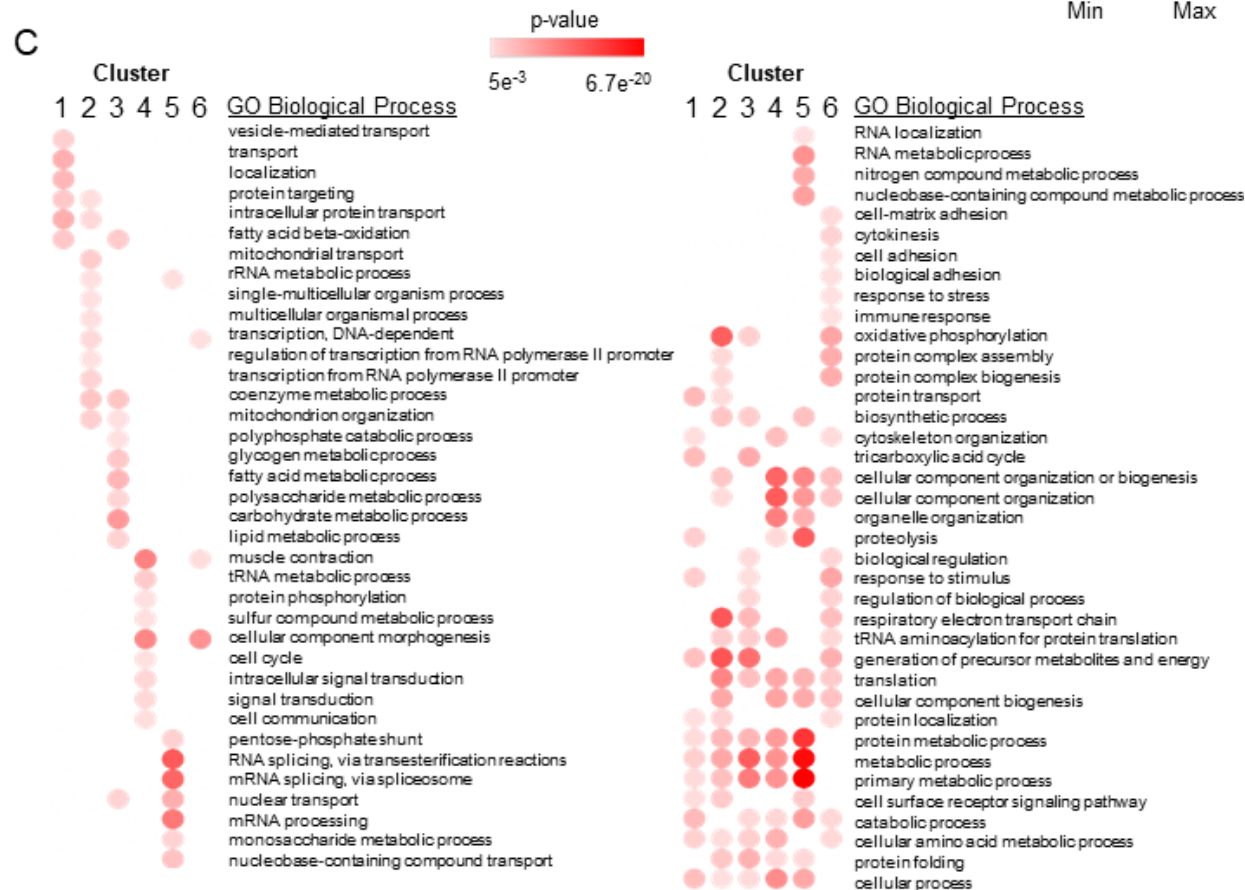 Min Max
C
p-value
5e-3 6.7e-20
Cluster
1 2 3 4 5 6 GO Biological Process
vesicle-mediated transport
transport
localization
protein targeting
intracellular protein transport
fatty acid beta-oxidation
mitochondrial transport
rRNA metabolic process
single-multicellular organism process
multicellular organismal process
transcription, DNA-dependent
regulation of transcription from RNA polymerase II promoter
transcription from RNA polymerase II promoter
coenzyme metabolic process
mitochondrion organization
polyphosphate catabolic process
glycogen metabolic process
fatty acid metabolic process
polysaccharide metabolic process
carbohydrate metabolic process
lipid metabolic process
muscle contraction
tRNA metabolic process
protein phosphorylation
sulfur compound metabolic process
cellular component morphogenesis
cell cycle
intracellular signal transduction
signal transduction
cell communication
pentose-phosphate shunt
RNA splicing, via transesterification reactions
mRNA splicing, via spliceosome
nuclear transport
mRNA processing
monosaccharide metabolic process
nucleobase-containing compound transport
Cluster
1 2 3 4 5 6 GO Biological Process
RNA localization
RNA metabolic process
nitrogen compound metabolic process
nucleobase-containing compound metabolic process
cell-matrix adhesion
cytokinesis
cell adhesion
biological adhesion
response to stress
immune response
oxidative phosphorylation
protein complex assembly
protein complex biogenesis
protein transport
biosynthetic process
cytoskeleton organization
tricarboxylic acid cycle
cellular component organization or biogenesis
cellular component organization
organelle organization
proteolysis
biological regulation
response to stimulus
regulation of biological process
respiratory electron transport chain
tRNA aminoacylation for protein translation
generation of precursor metabolites and energy
translation
cellular component biogenesis
protein localization
protein metabolic process
metabolic process
primary metabolic process
cell surface receptor signaling pathway
catabolic process
cellular amino acid metabolic process
protein folding
cellular process